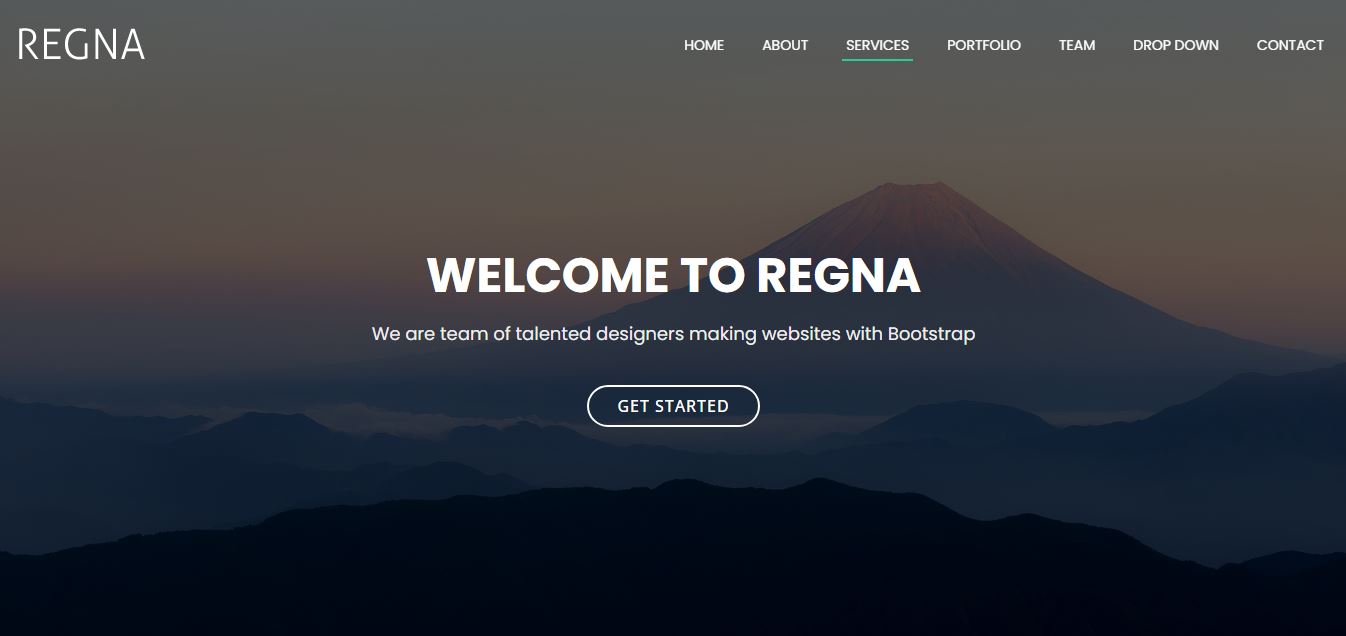 REGNA
HOME ABOUT SERVICES PORTFOLIO TEAM DROP DOWN CONTACT
WELCOME TO REGNA
We are team of talented designers making websites with Bootstrap
GET STARTED